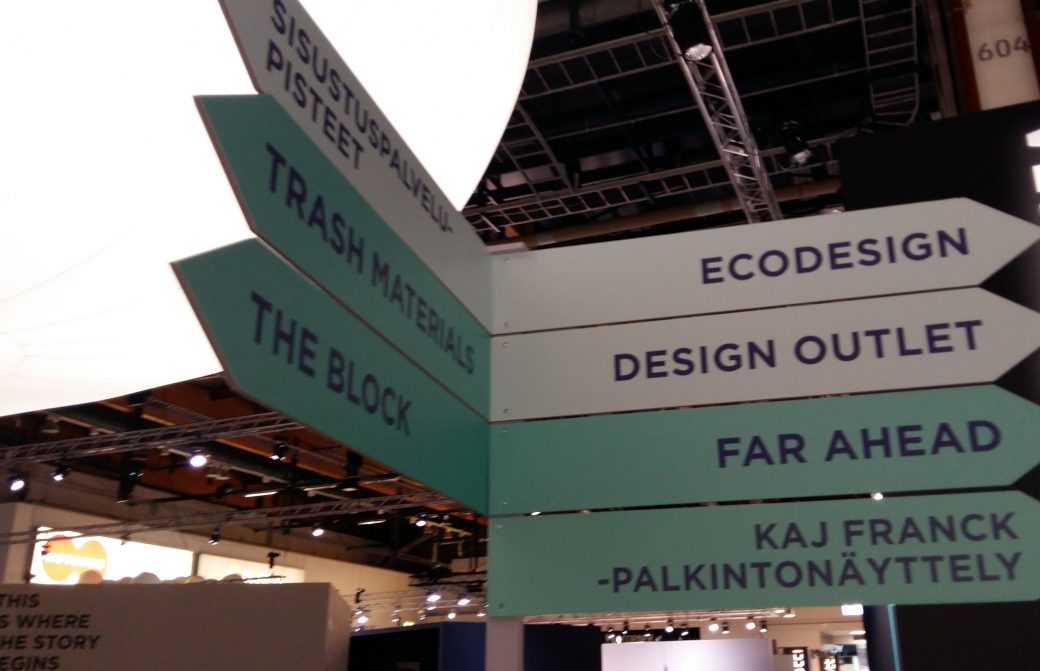 SISUSTUSPALVELU-
PISTEET
TRASH MATERIALS
THE BLOCK
ECODESIGN
DESIGN OUTLET
FAR AHEAD
KAJ FRANCK
-PALKINTONÄYTTELY
604
THIS
S WHERE
HE STORY
EGINS